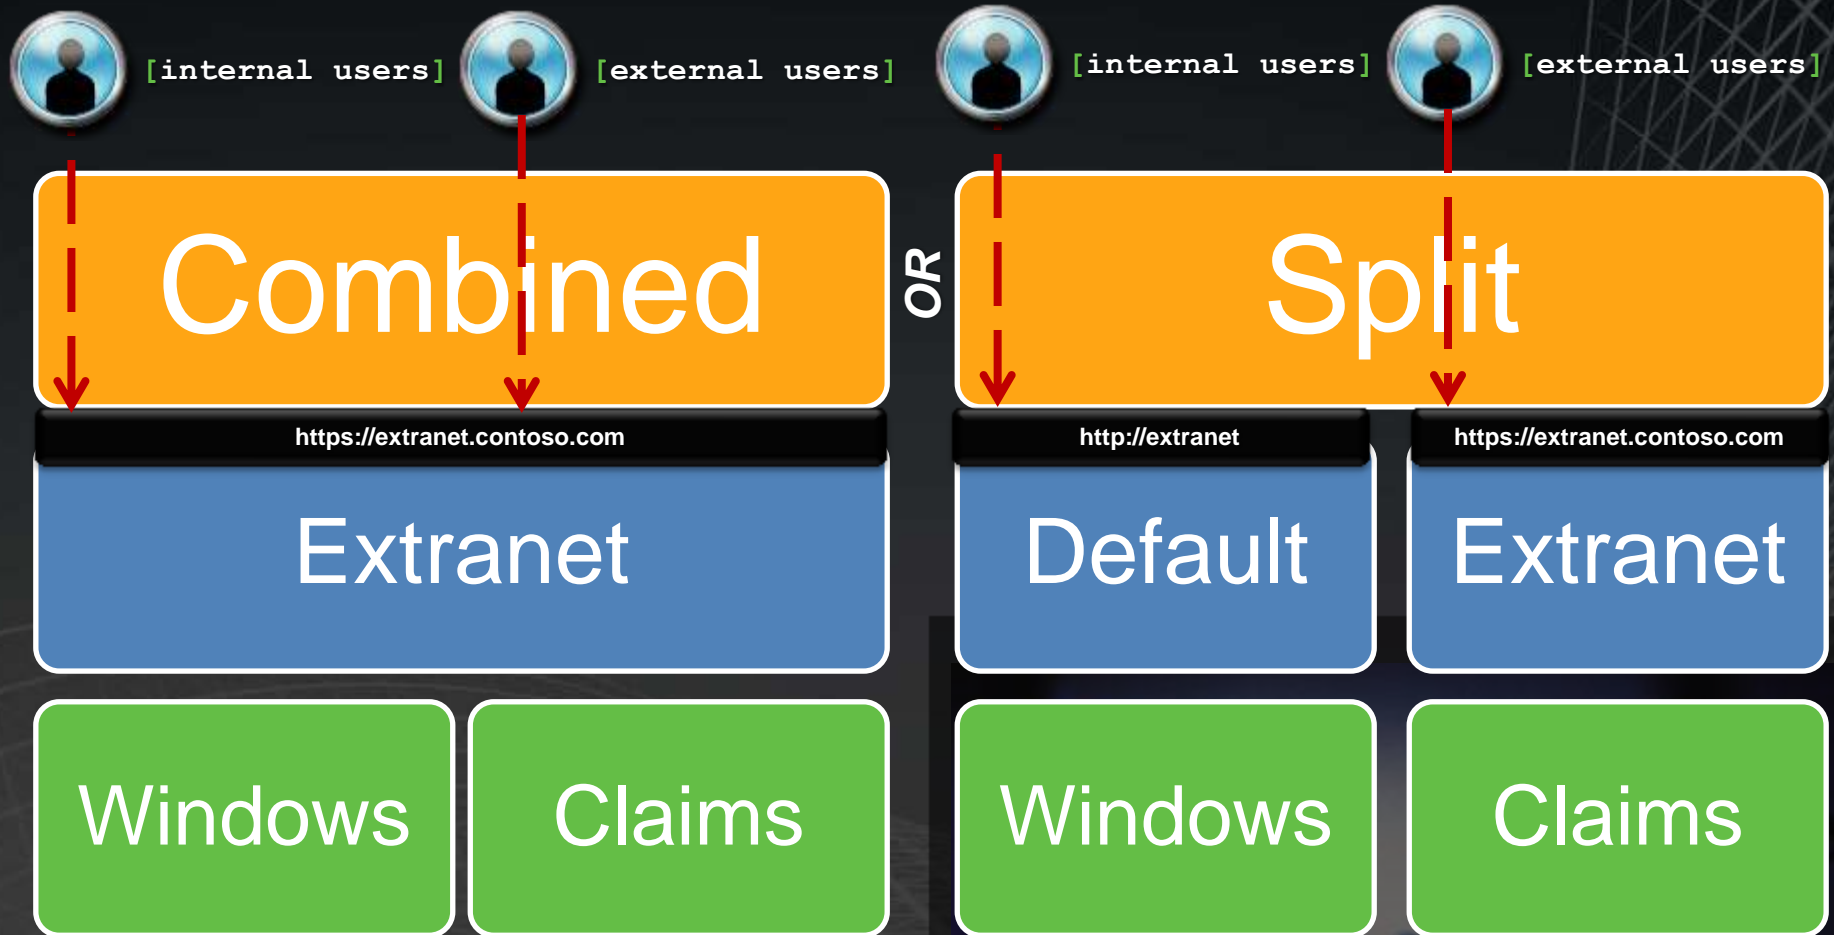 [internal users]
[external users]
Combined
https://extranet.contoso.com
Extranet
Windows
Claims
OR
[internal users]
[external users]
Split
http://extranet
https://extranet.contoso.com
Default
Extranet
Windows
Claims